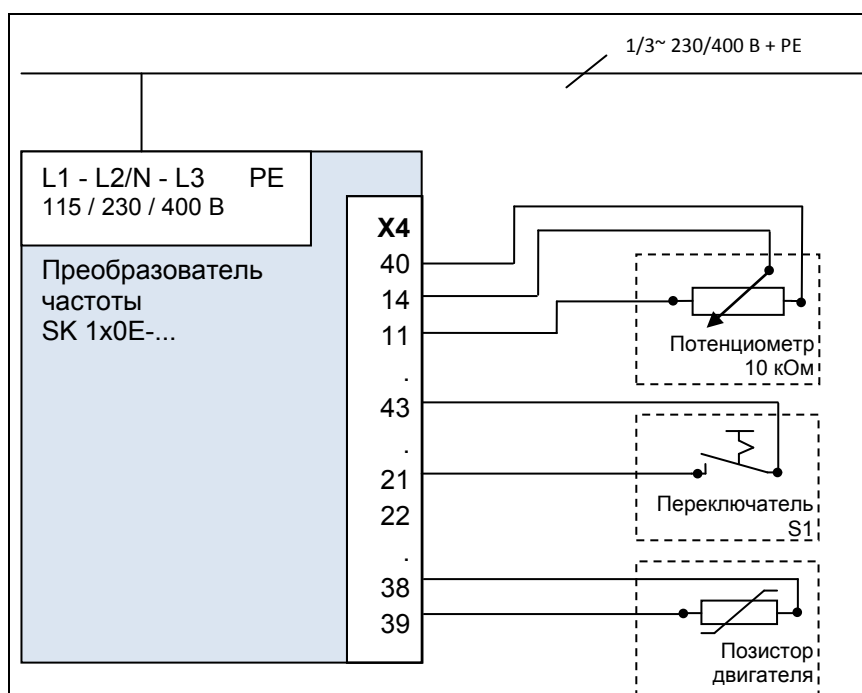 1/3~ 230/400 В + PE
L1 - L2/N - L3 PE
115 / 230 / 400 В
Преобразователь
частоты
SK 1x0E-...
X4
40
14
11
.
43
.
21
22
.
38
39
Потенциометр
10 кОм
Переключатель
S1
Позистор
двигателя